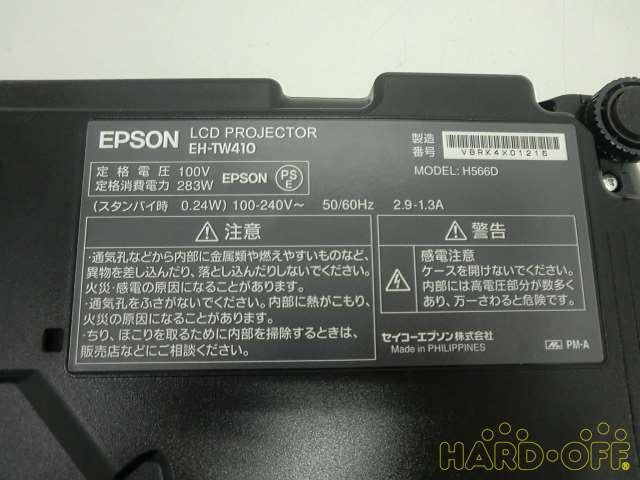 EPSON LCD PROJECTOR
EH-TW410
製造番号 VBRK4X01216
定格電圧 100V
定格消費電力 283W
EPSON
PSE
MODEL: H566D
(スタンバイ時 0.24W) 100-240V～ 50/60Hz 2.9-1.3A
注意
・通気孔などから内部に金属類や燃えやすいものなど、
異物を差し込んだり、落とし込んだりしないでください。
火災・感電の原因になることがあります。
・通気孔をふさがないでください。内部に熱がこもり、
火災の原因になることがあります。
・ちり、ほこりを取るために内部を掃除するときは、
販売店などにご相談ください。
警告
感電注意
ケースを開けないでください。
内部には高電圧部分が数多く
あり、万一さわると危険です。
セイコーエプソン株式会社
Made in PHILIPPINES
PM-A
HARD・OFF